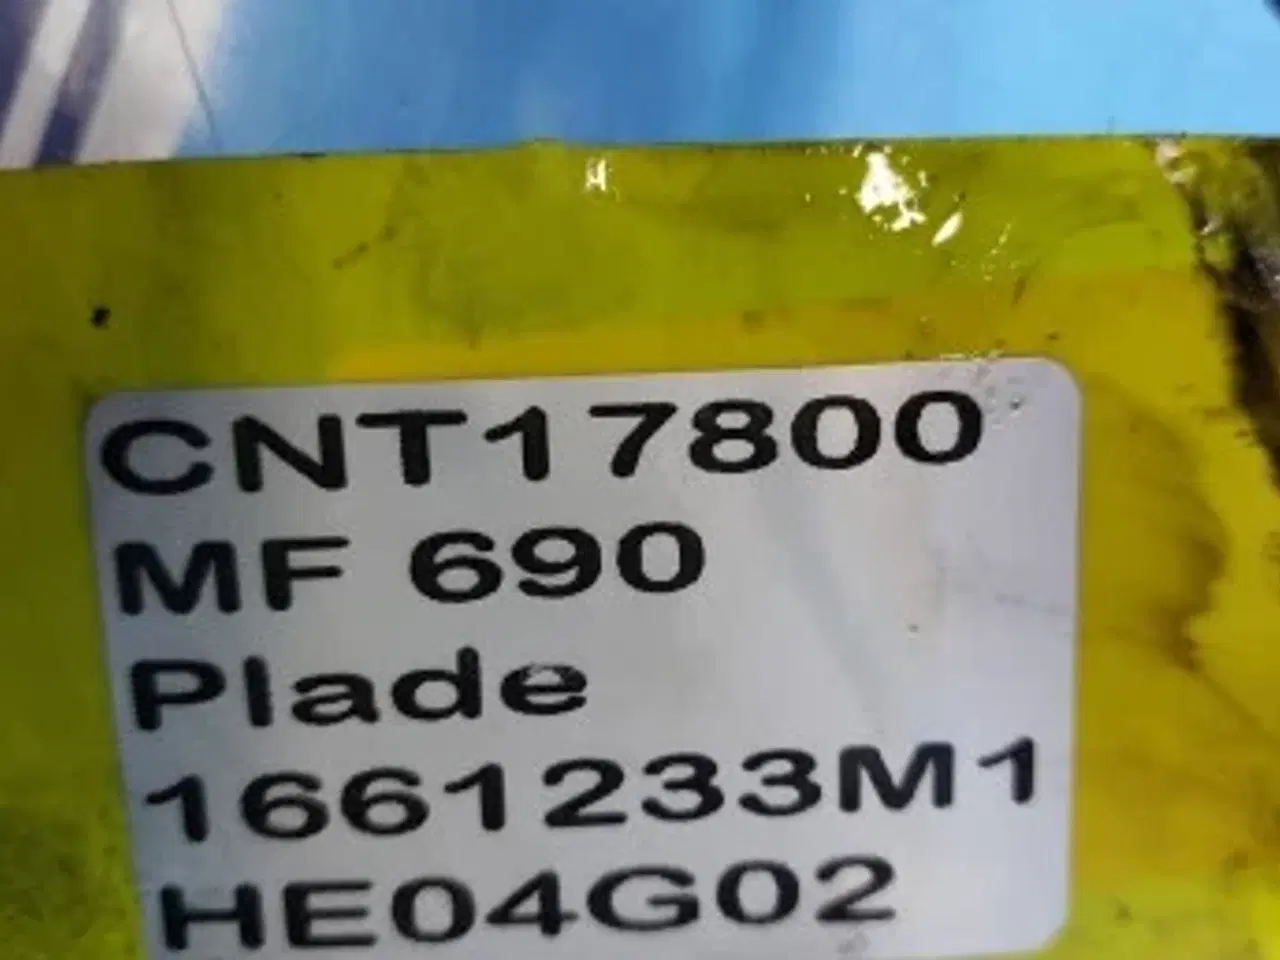 CNT17800
MF 690
Plade
1661233M1
HE04G02